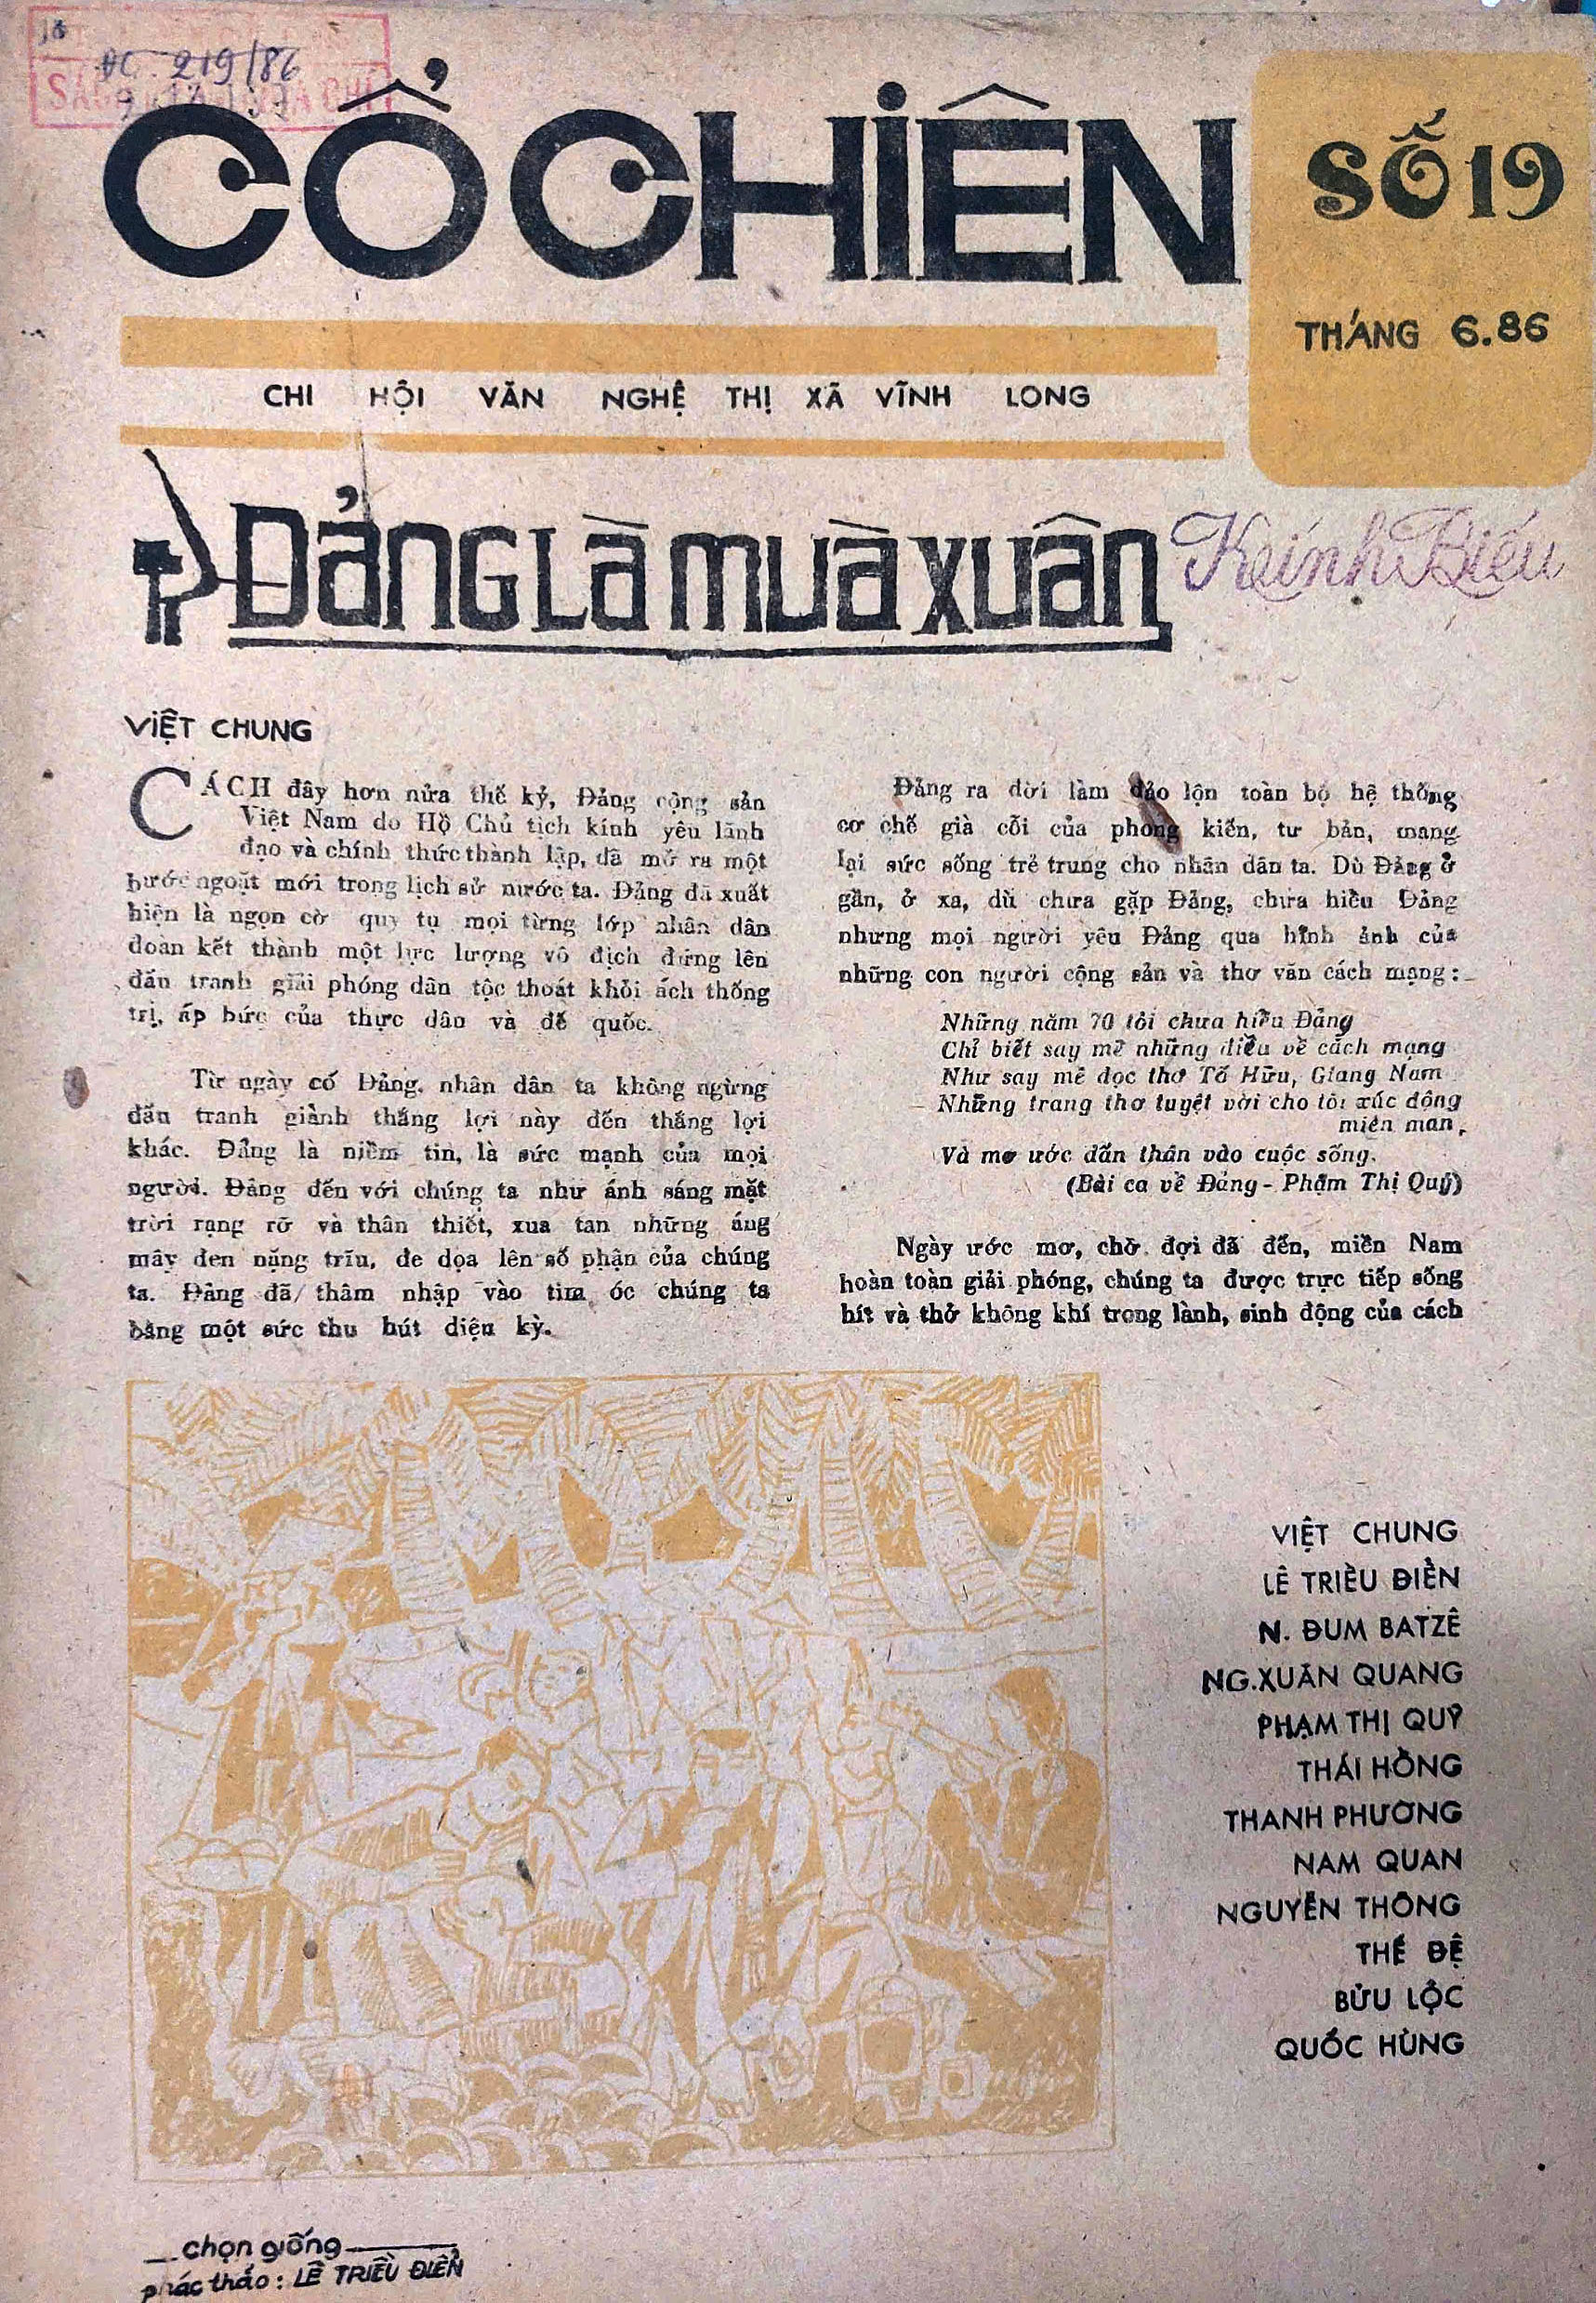 ĐC 219/86
CỔ CHIÊN
SỐ 19
THÁNG 6.86
CHI HỘI VĂN NGHỆ THỊ XÃ VĨNH LONG
ĐẢNG Là mùa xuân
Kính Biếu
VIỆT CHUNG
CÁCH đây hơn nửa thế kỷ, Đảng cộng sản
Việt Nam do Hồ Chủ tịch kính yêu lãnh
đạo và chính thức thành lập, đã mở ra một
bước ngoặt mới trong lịch sử nước ta. Đảng đã xuất
hiện là ngọn cờ quy tụ mọi từng lớp nhân dân
đoàn kết thành một lực lượng vô địch đứng lên
đấu tranh giải phóng dân tộc thoát khỏi ách thống
trị, áp bức của thực dân và đế quốc.
Từ ngày có Đảng. nhân dân ta không ngừng
đấu tranh giành thắng lợi này đến thắng lợi
khác. Đảng là niềm tin, là sức mạnh của mọi
người. Đảng đến với chúng ta như ánh sáng mặt
trời rạng rỡ và thân thiết, xua tan những áng
mây đen nặng trĩu, đe dọa lên số phận của chúng
ta. Đảng đã thâm nhập vào tim óc chúng ta
bằng một sức thu hút diệu kỳ.
Đảng ra đời làm đảo lộn toàn bộ hệ thống
cơ chế già cỗi của phong kiến, tư bản, mang
lại sức sống trẻ trung cho nhân dân ta. Dù Đảng ở
gần, ở xa, dù chưa gặp Đảng, chưa hiểu Đảng
nhưng mọi người yêu Đảng qua hình ảnh của
những con người cộng sản và thơ văn cách mạng:
Những năm 70 tôi chưa hiểu Đảng
Chỉ biết say mê những điều về cách mạng
Như say mê đọc thơ Tố Hữu, Giang Nam
Những trang thơ tuyệt vời cho tôi xúc động
miên man,
Và mơ ước dấn thân vào cuộc sống.
(Bài ca về Đảng - Phạm Thị Quý)
Ngày ước mơ, chờ đợi đã đến, miền Nam
hoàn toàn giải phóng, chúng ta được trực tiếp sống
hít và thở không khí trong lành, sinh động của cách
VIỆT CHUNG
LÊ TRIỀU ĐIỂN
N. ĐUM BATZÊ
NG.XUÂN QUANG
PHẠM THỊ QUÝ
THÁI HỒNG
THANH PHƯƠNG
NAM QUAN
NGUYỄN THÔNG
THẾ ĐỆ
BỬU LỘC
QUỐC HÙNG
chọn giống
phác thảo: LÊ TRIỀU ĐIỂN